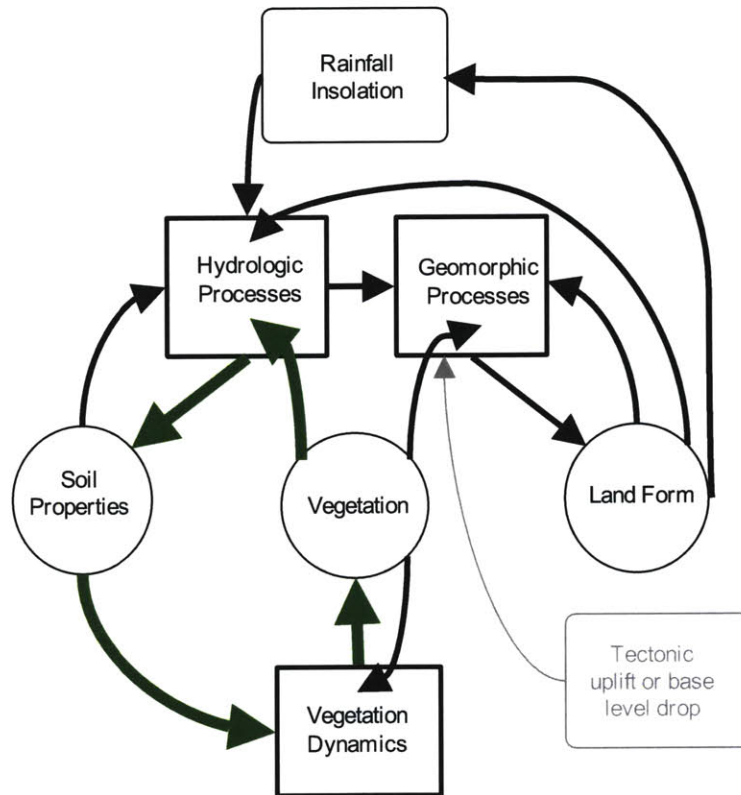 Rainfall
Insolation
Hydrologic
Processes
Geomorphic
Processes
Soil
Properties
Vegetation
Land Form
Tectonic
uplift or base
level drop
Vegetation
Dynamics